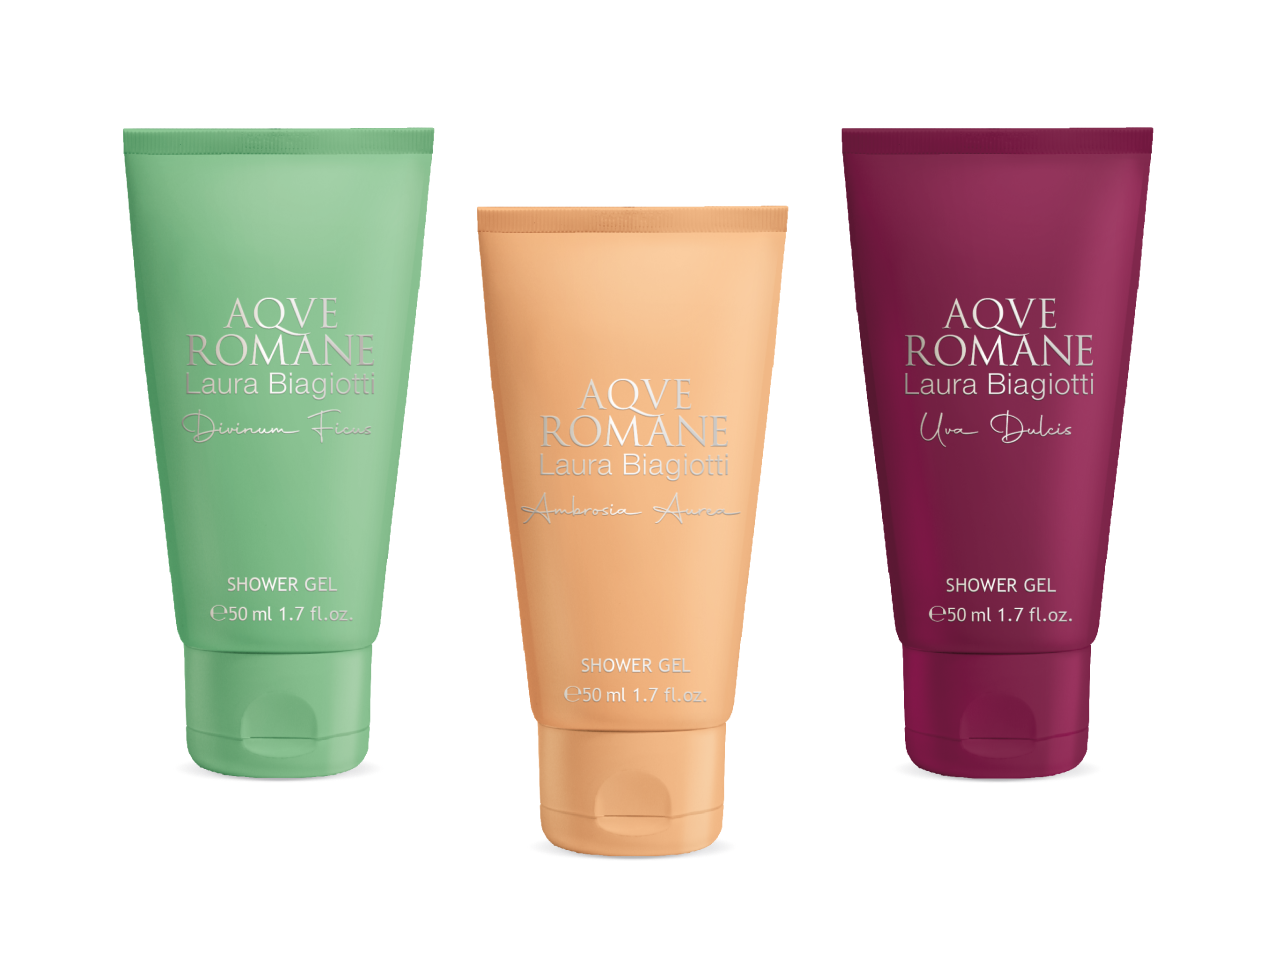 AQVE
ROMANE
Laura Biagiotti
Divinum Ficus
SHOWER GEL
℮50 ml 1.7 fl.oz.
AQVE
ROMANE
Laura Biagiotti
Ambrosia Aurea
SHOWER GEL
℮50 ml 1.7 fl.oz.
AQVE
ROMANE
Laura Biagiotti
Uva Dulcis
SHOWER GEL
℮50 ml 1.7 fl.oz.